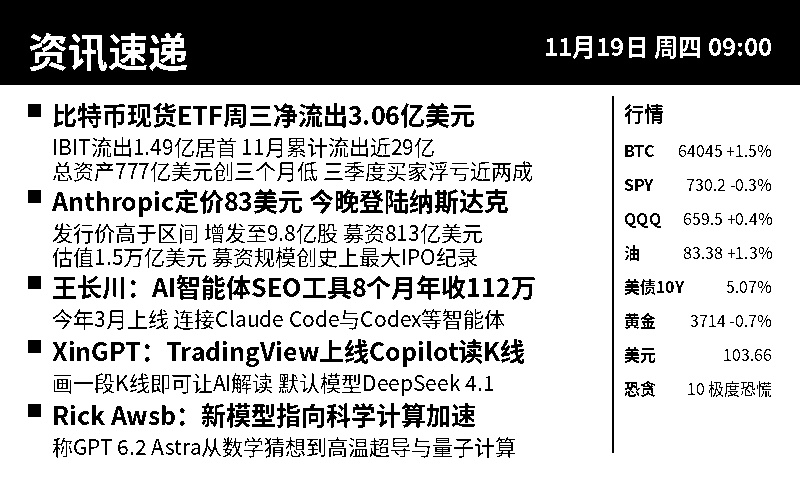 资讯速递
11月19日 周四 09:00
比特币现货ETF周三净流出3.06亿美元
IBIT流出1.49亿居首 11月累计流出近29亿
总资产777亿美元创三个月低 三季度买家浮亏近两成
Anthropic定价83美元 今晚登陆纳斯达克
发行价高于区间 增发至9.8亿股 募资813亿美元
估值1.5万亿美元 募资规模创史上最大IPO纪录
王长川：AI智能体SEO工具8个月年收112万
今年3月上线 连接Claude Code与Codex等智能体
XinGPT：TradingView上线Copilot读K线
画一段K线即可让AI解读 默认模型DeepSeek 4.1
Rick Awsb：新模型指向科学计算加速
称GPT 6.2 Astra从数学猜想到高温超导与量子计算
行情
BTC 64045 +1.5%
SPY 730.2 -0.3%
QQQ 659.5 +0.4%
油 83.38 +1.3%
美债10Y 5.07%
黄金 3714 -0.7%
美元 103.66
恐贪 10 极度恐慌